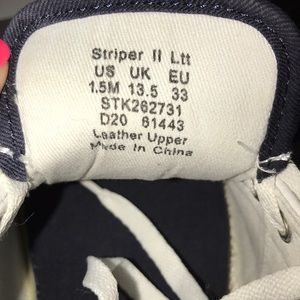 Striper II Ltt
US UK EU
1.5M 13.5 33
STK262731
D20 61443
Leather Upper
Made In China